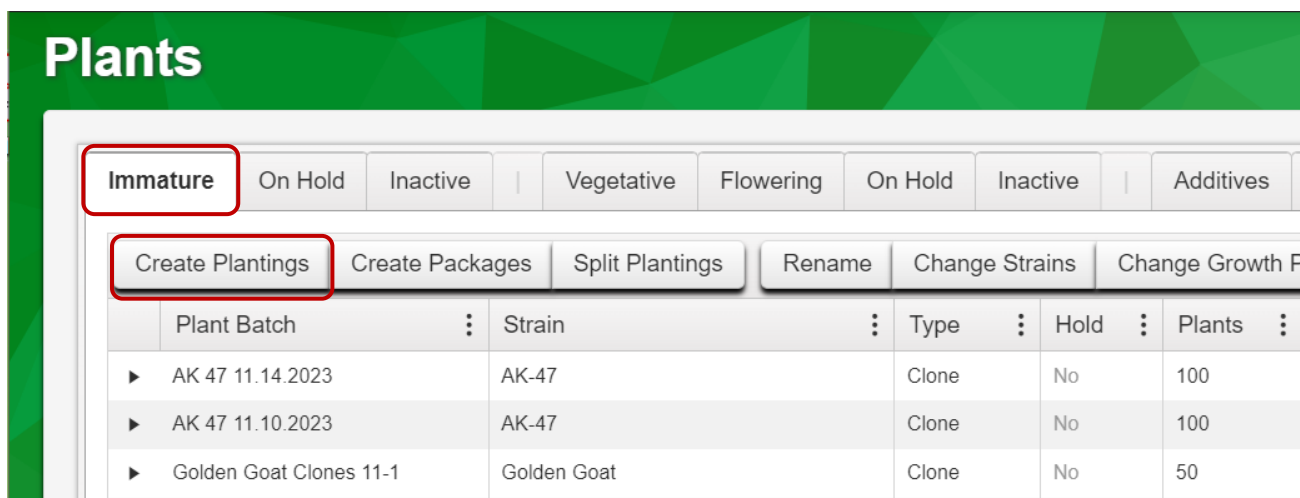 Plants
Immature On Hold Inactive | Vegetative Flowering On Hold Inactive | Additives
Create Plantings Create Packages Split Plantings Rename Change Strains Change Growth P
Plant Batch Strain Type Hold Plants
AK 47 11.14.2023 AK-47 Clone No 100
AK 47 11.10.2023 AK-47 Clone No 100
Golden Goat Clones 11-1 Golden Goat Clone No 50